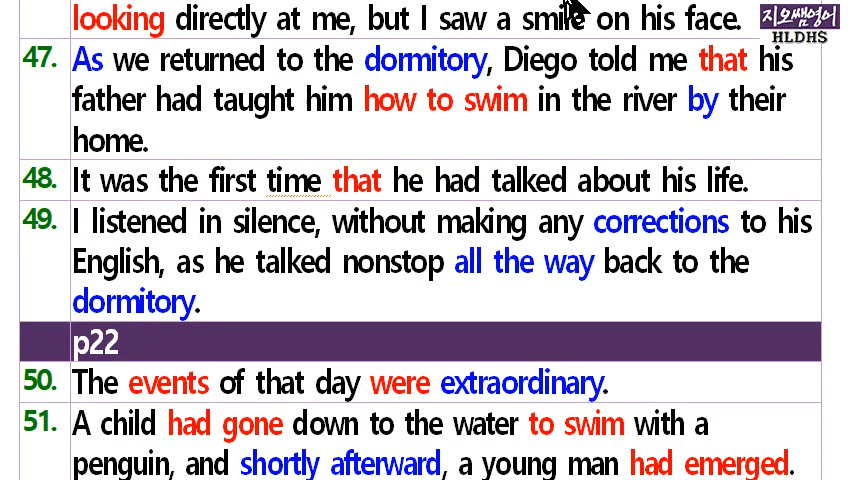 looking directly at me, but I saw a smile on his face.
지오쌤영어
HLDHS
47. As we returned to the dormitory, Diego told me that his
father had taught him how to swim in the river by their
home.
48. It was the first time that he had talked about his life.
49. I listened in silence, without making any corrections to his
English, as he talked nonstop all the way back to the
dormitory.
p22
50. The events of that day were extraordinary.
51. A child had gone down to the water to swim with a
penguin, and shortly afterward, a young man had emerged.